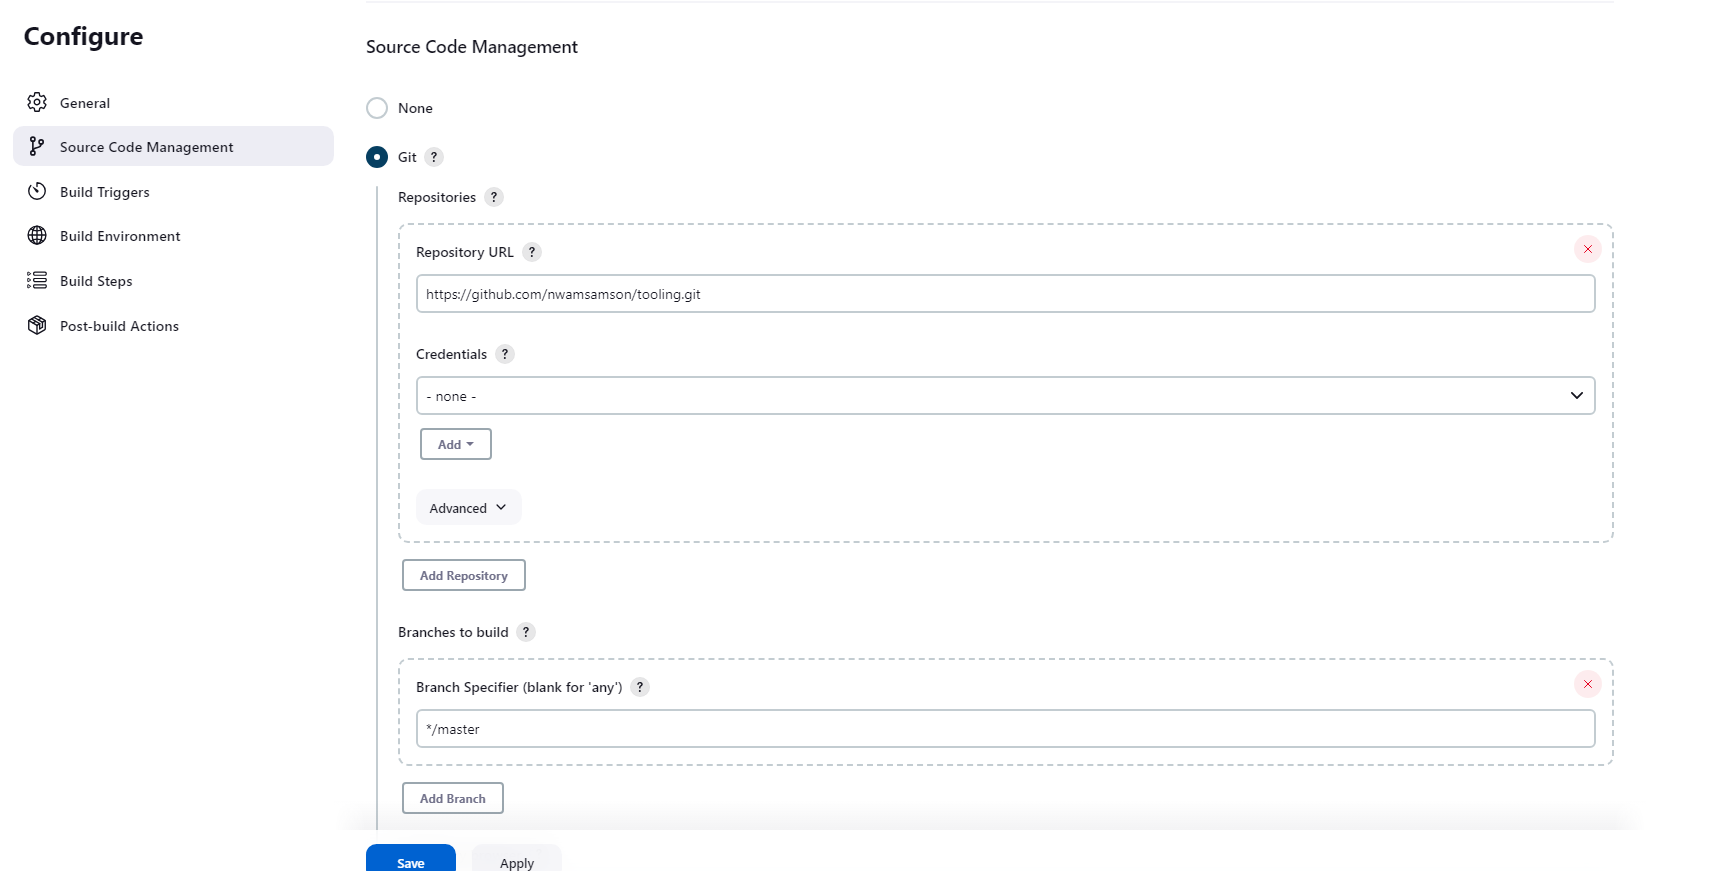 Configure
General
Source Code Management
Build Triggers
Build Environment
Build Steps
Post-build Actions
Source Code Management
None
Git ?
Repositories ?
Repository URL ?
https://github.com/nwamsamson/tooling.git
Credentials ?
- none -
Add
Advanced
Add Repository
Branches to build ?
Branch Specifier (blank for 'any') ?
*/master
Add Branch
Save
Apply